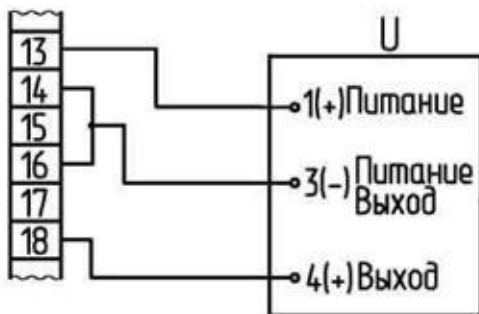 13
14
15
16
17
18
U
1(+)Питание
3(-)Питание
Выход
4(+)Выход